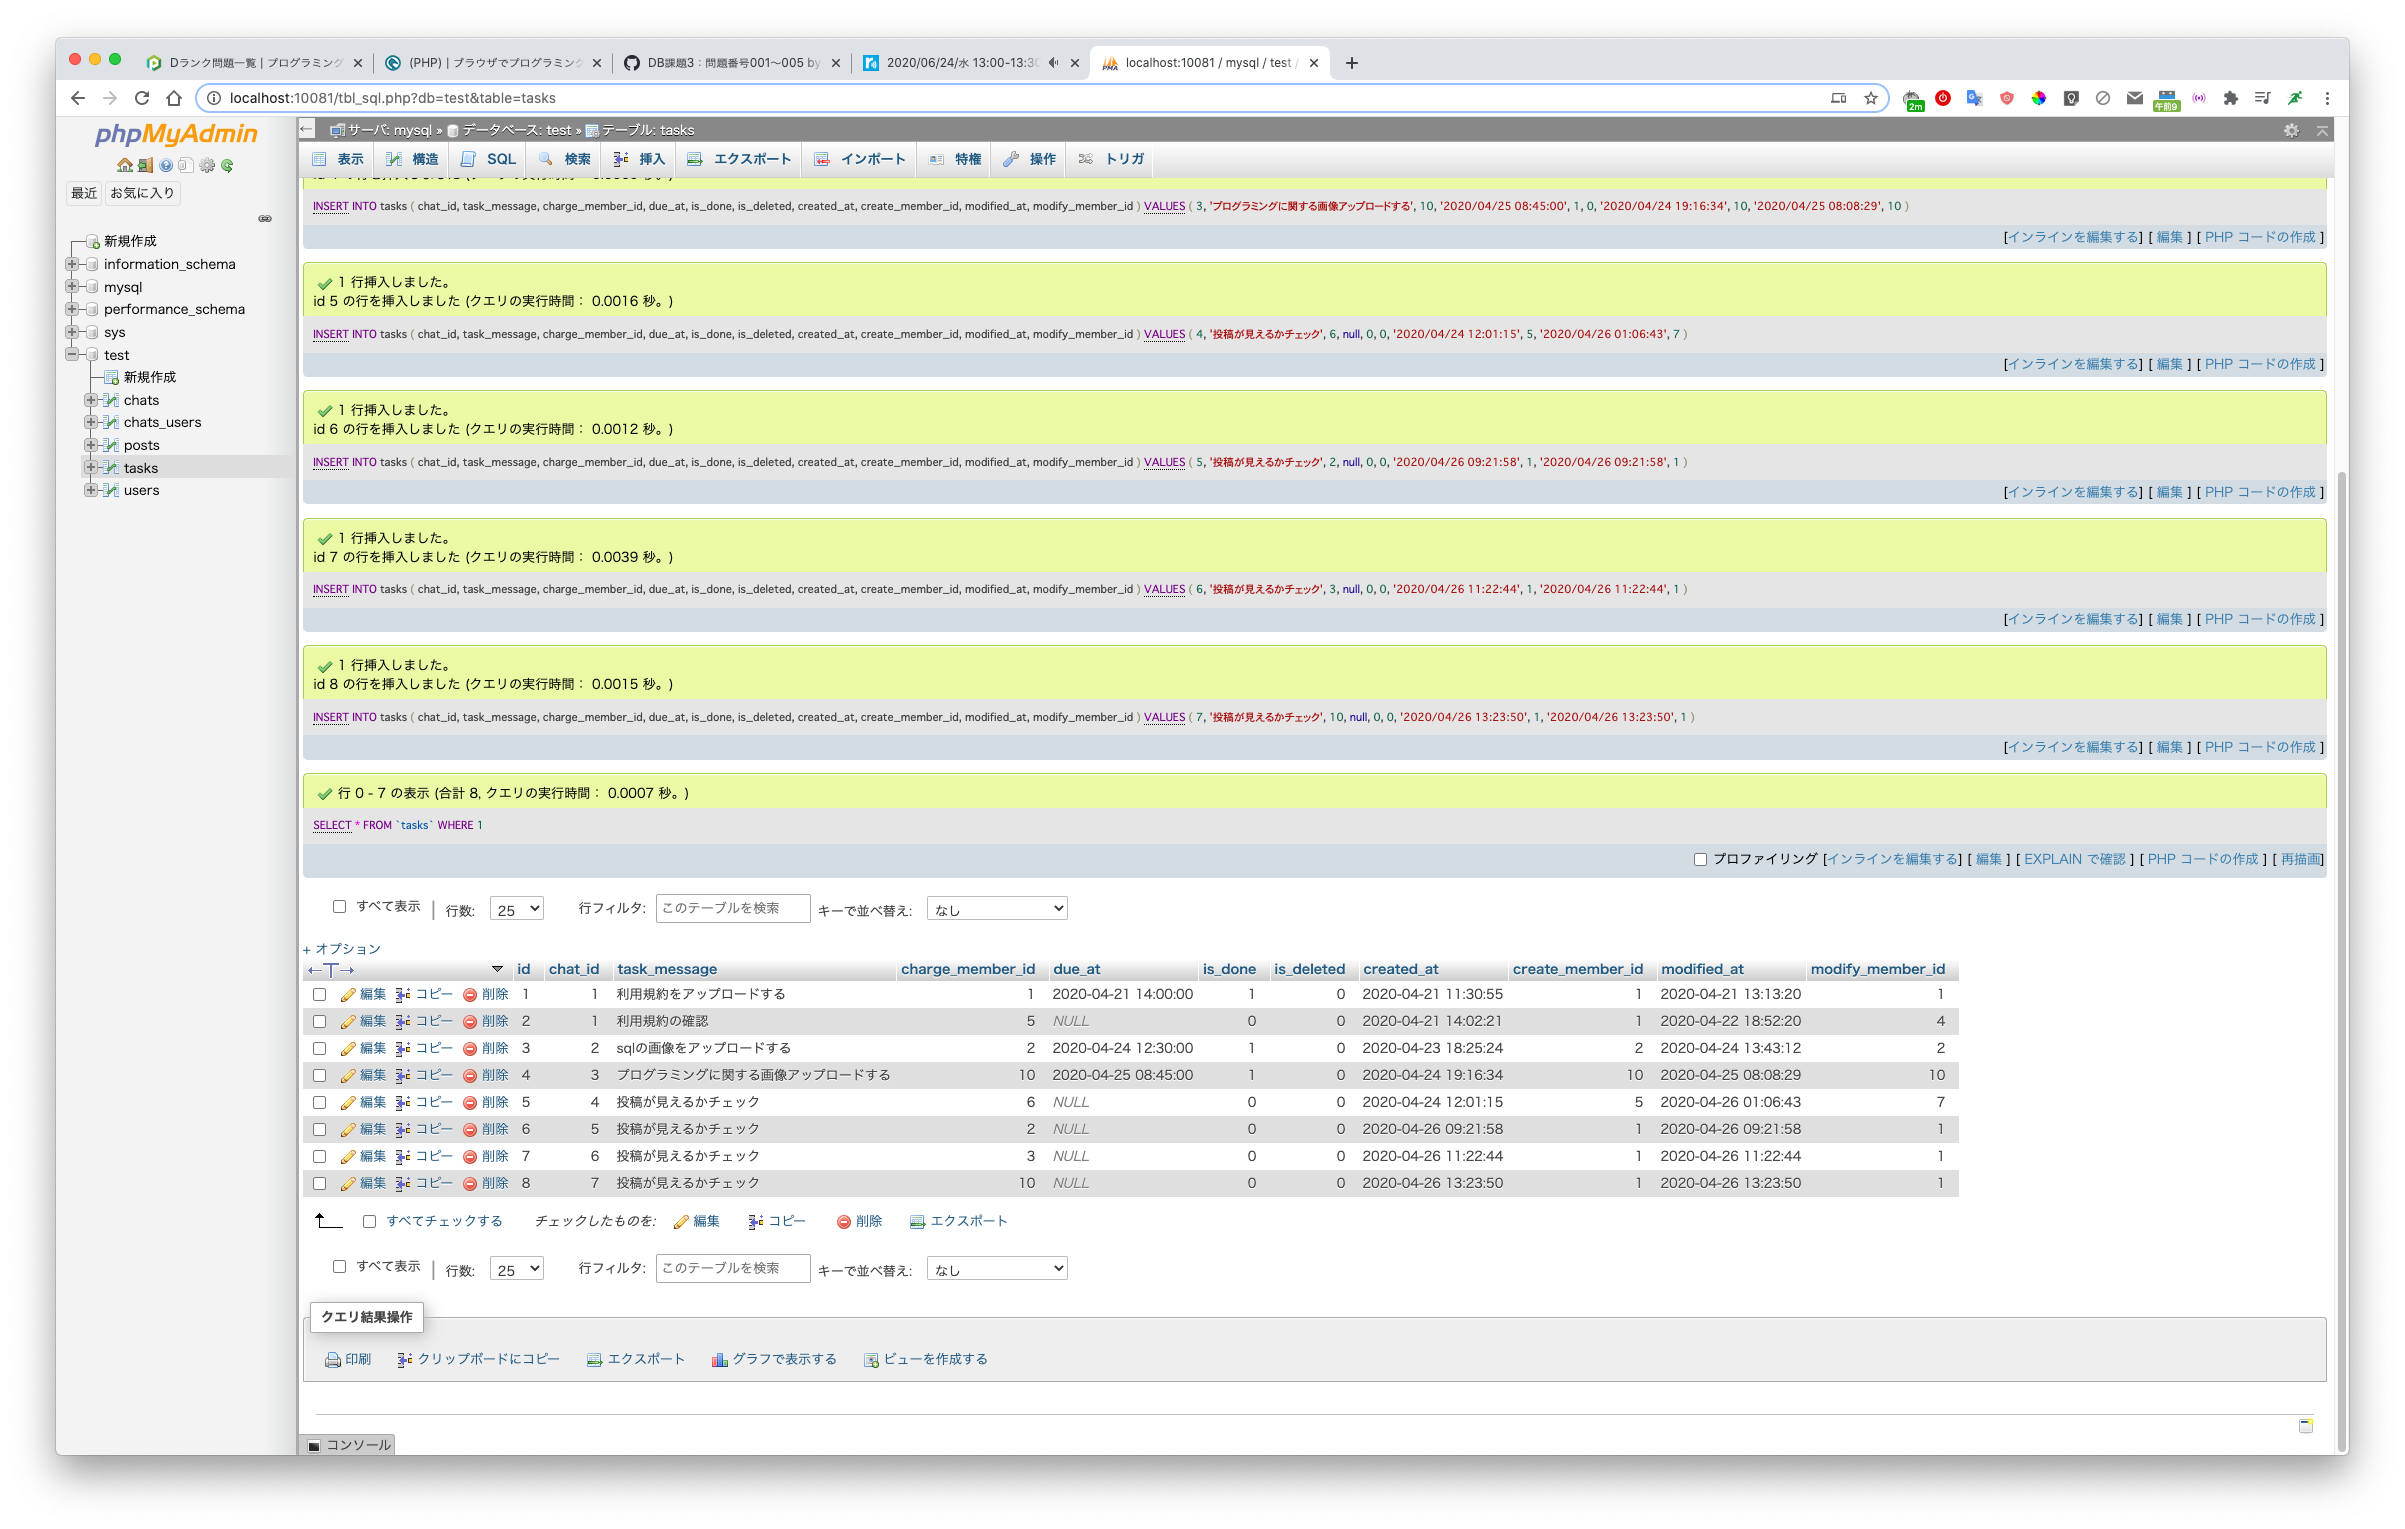 Dランク問題一覧 | プログラミング
(PHP) | ブラウザでプログラミング
DB課題3：問題番号001〜005 by
2020/06/24/水 13:00-13:30
localhost:10081 / mysql / test /
localhost:10081/tbl_sql.php?db=test&table=tasks
2m
午前9
phpMyAdmin
最近 お気に入り
新規作成
information_schema
mysql
performance_schema
sys
test
新規作成
chats
chats_users
posts
tasks
users
サーバ: mysql » データベース: test » テーブル: tasks
表示 構造 SQL 検索 挿入 エクスポート インポート 特権 操作 トリガ
INSERT INTO tasks ( chat_id, task_message, charge_member_id, due_at, is_done, is_deleted, created_at, create_member_id, modified_at, modify_member_id ) VALUES ( 3, 'プログラミングに関する画像アップロードする', 10, '2020/04/25 08:45:00', 1, 0, '2020/04/24 19:16:34', 10, '2020/04/25 08:08:29', 10 )
[インラインを編集する] [ 編集 ] [ PHP コードの作成 ]
1 行挿入しました。
id 5 の行を挿入しました (クエリの実行時間： 0.0016 秒。)
INSERT INTO tasks ( chat_id, task_message, charge_member_id, due_at, is_done, is_deleted, created_at, create_member_id, modified_at, modify_member_id ) VALUES ( 4, '投稿が見えるかチェック', 6, null, 0, 0, '2020/04/24 12:01:15', 5, '2020/04/26 01:06:43', 7 )
[インラインを編集する] [ 編集 ] [ PHP コードの作成 ]
1 行挿入しました。
id 6 の行を挿入しました (クエリの実行時間： 0.0012 秒。)
INSERT INTO tasks ( chat_id, task_message, charge_member_id, due_at, is_done, is_deleted, created_at, create_member_id, modified_at, modify_member_id ) VALUES ( 5, '投稿が見えるかチェック', 2, null, 0, 0, '2020/04/26 09:21:58', 1, '2020/04/26 09:21:58', 1 )
[インラインを編集する] [ 編集 ] [ PHP コードの作成 ]
1 行挿入しました。
id 7 の行を挿入しました (クエリの実行時間： 0.0039 秒。)
INSERT INTO tasks ( chat_id, task_message, charge_member_id, due_at, is_done, is_deleted, created_at, create_member_id, modified_at, modify_member_id ) VALUES ( 6, '投稿が見えるかチェック', 3, null, 0, 0, '2020/04/26 11:22:44', 1, '2020/04/26 11:22:44', 1 )
[インラインを編集する] [ 編集 ] [ PHP コードの作成 ]
1 行挿入しました。
id 8 の行を挿入しました (クエリの実行時間： 0.0015 秒。)
INSERT INTO tasks ( chat_id, task_message, charge_member_id, due_at, is_done, is_deleted, created_at, create_member_id, modified_at, modify_member_id ) VALUES ( 7, '投稿が見えるかチェック', 10, null, 0, 0, '2020/04/26 13:23:50', 1, '2020/04/26 13:23:50', 1 )
[インラインを編集する] [ 編集 ] [ PHP コードの作成 ]
行 0 - 7 の表示 (合計 8, クエリの実行時間： 0.0007 秒。)
SELECT * FROM `tasks` WHERE 1
プロファイリング [インラインを編集する] [ 編集 ] [ EXPLAIN で確認 ] [ PHP コードの作成 ] [ 再描画]
すべて表示 | 行数: 25 行フィルタ: このテーブルを検索 キーで並べ替え: なし
+ オプション
←T→ id chat_id task_message charge_member_id due_at is_done is_deleted created_at create_member_id modified_at modify_member_id
編集 コピー 削除 1 1 利用規約をアップロードする 1 2020-04-21 14:00:00 1 0 2020-04-21 11:30:55 1 2020-04-21 13:13:20 1
編集 コピー 削除 2 1 利用規約の確認 5 NULL 0 0 2020-04-21 14:02:21 1 2020-04-22 18:52:20 4
編集 コピー 削除 3 2 sqlの画像をアップロードする 2 2020-04-24 12:30:00 1 0 2020-04-23 18:25:24 2 2020-04-24 13:43:12 2
編集 コピー 削除 4 3 プログラミングに関する画像アップロードする 10 2020-04-25 08:45:00 1 0 2020-04-24 19:16:34 10 2020-04-25 08:08:29 10
編集 コピー 削除 5 4 投稿が見えるかチェック 6 NULL 0 0 2020-04-24 12:01:15 5 2020-04-26 01:06:43 7
編集 コピー 削除 6 5 投稿が見えるかチェック 2 NULL 0 0 2020-04-26 09:21:58 1 2020-04-26 09:21:58 1
編集 コピー 削除 7 6 投稿が見えるかチェック 3 NULL 0 0 2020-04-26 11:22:44 1 2020-04-26 11:22:44 1
編集 コピー 削除 8 7 投稿が見えるかチェック 10 NULL 0 0 2020-04-26 13:23:50 1 2020-04-26 13:23:50 1
すべてチェックする チェックしたものを: 編集 コピー 削除 エクスポート
すべて表示 | 行数: 25 行フィルタ: このテーブルを検索 キーで並べ替え: なし
クエリ結果操作
印刷 クリップボードにコピー エクスポート グラフで表示する ビューを作成する
コンソール